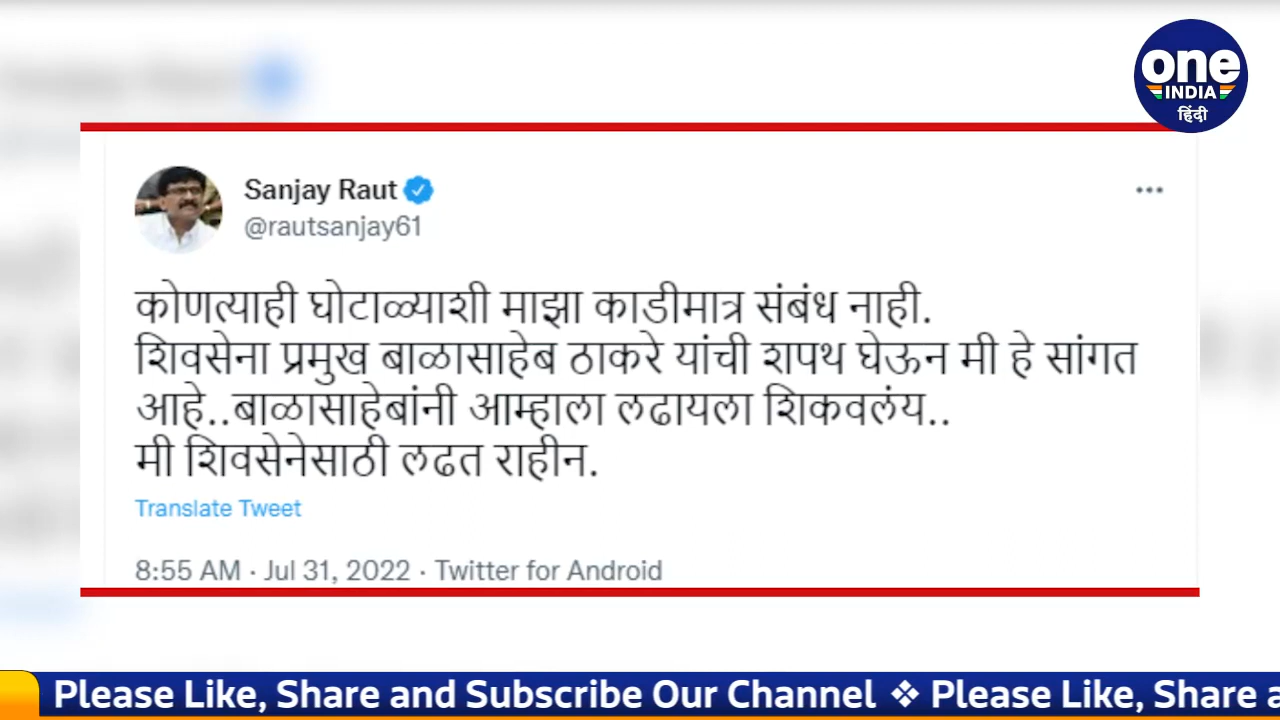 one
INDIA
हिंदी
Sanjay Raut
@rautsanjay61
कोणत्याही घोटाळ्याशी माझा काडीमात्र संबंध नाही.
शिवसेना प्रमुख बाळासाहेब ठाकरे यांची शपथ घेऊन मी हे सांगत
आहे..बाळासाहेबांनी आम्हाला लढायला शिकवलंय..
मी शिवसेनेसाठी लढत राहीन.
Translate Tweet
8:55 AM · Jul 31, 2022 · Twitter for Android
Please Like, Share and Subscribe Our Channel ❖ Please Like, Share a